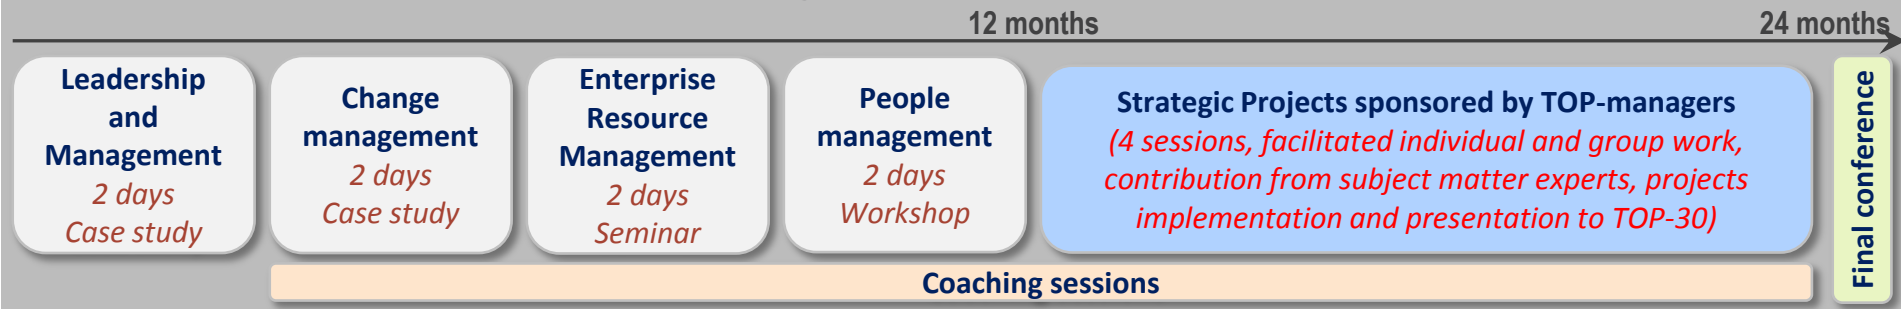 12 months
24 months
Leadership
and
Management
2 days
Case study
Change
management
2 days
Case study
Enterprise
Resource
Management
2 days
Seminar
People
management
2 days
Workshop
Strategic Projects sponsored by TOP-managers
(4 sessions, facilitated individual and group work,
contribution from subject matter experts, projects
implementation and presentation to TOP-30)
Final conference
Coaching sessions